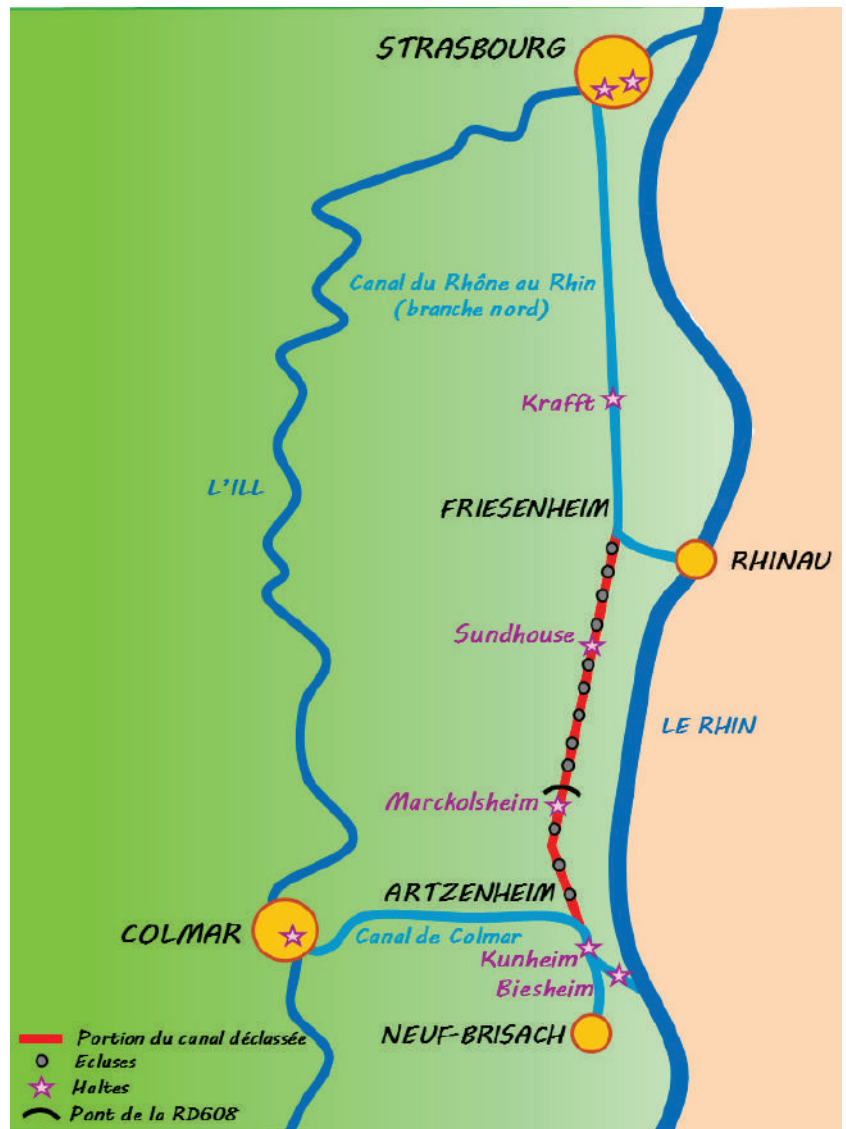 STRASBOURG
Canal du Rhône au Rhin
(branche nord)
Krafft
L'ILL
FRIESENHEIM
RHINAU
Sundhouse
LE RHIN
Marckolsheim
ARTZENHEIM
COLMAR
Canal de Colmar
Kunheim
Biesheim
NEUF-BRISACH
Portion du canal déclassée
Ecluses
Haltes
Pont de la RD608